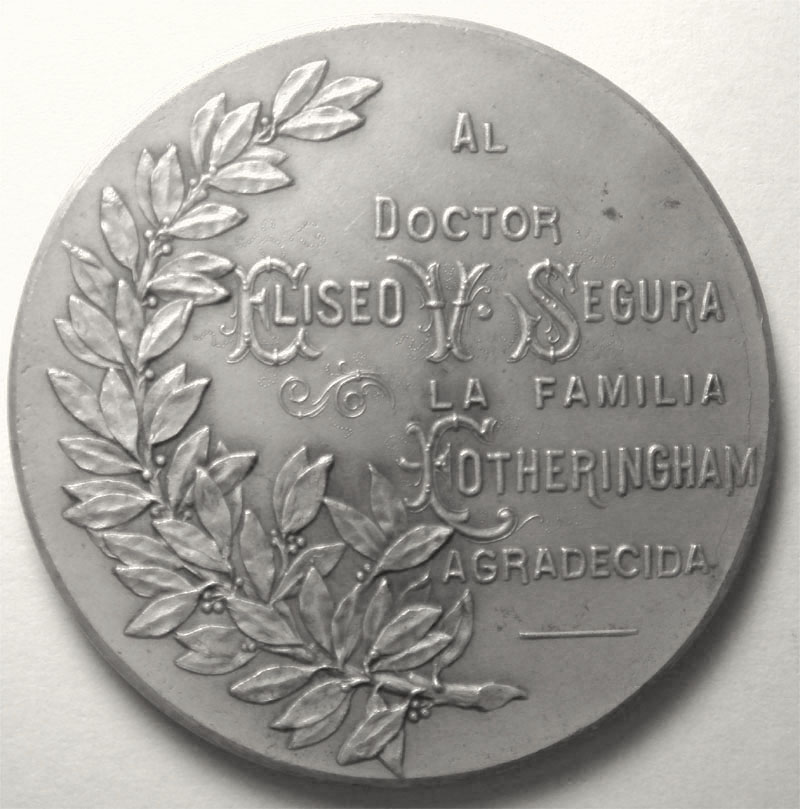 AL
DOCTOR
ELISEO V. SEGURA
LA FAMILIA
FOTHERINGHAM
AGRADECIDA